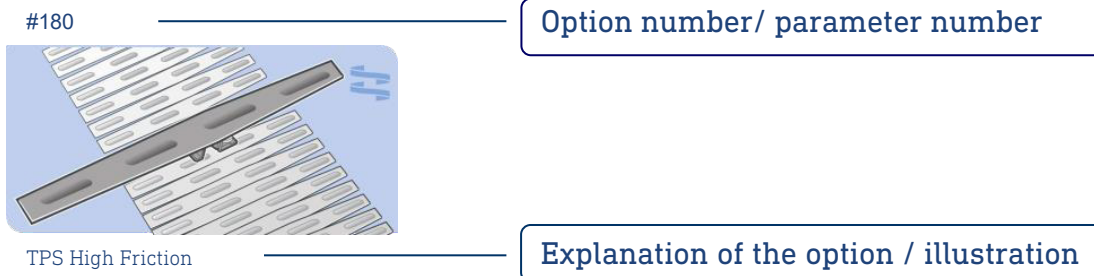 #180
Option number/ parameter number
TPS High Friction
Explanation of the option / illustration